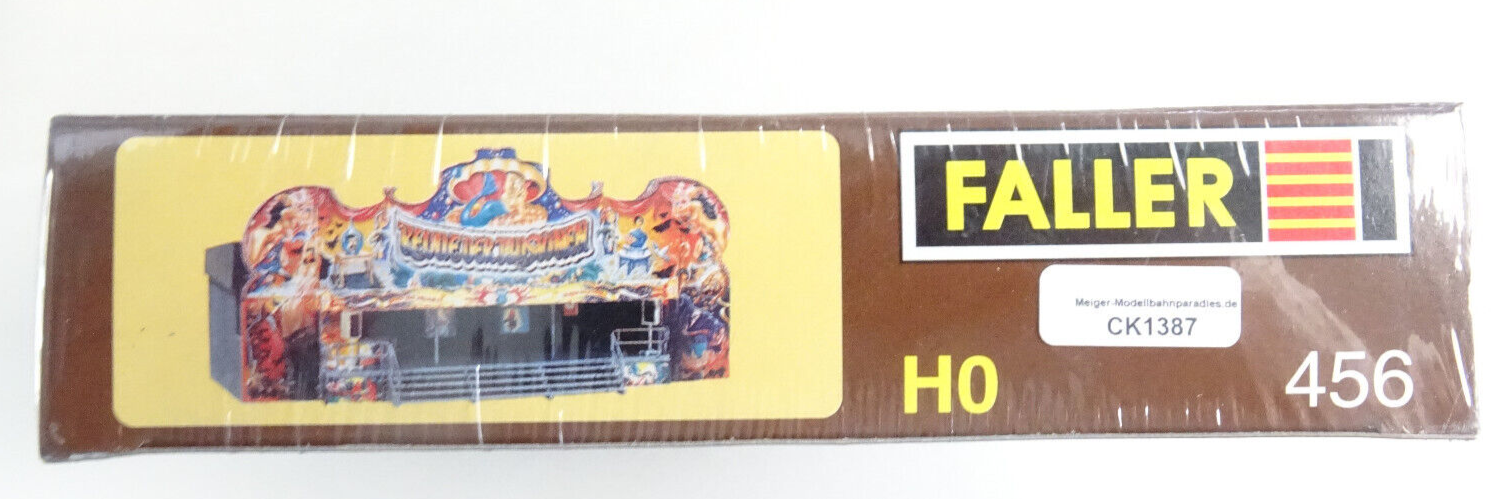 FALLER
Meiger-Modellbahnparadies.de
CK1387
H0
456